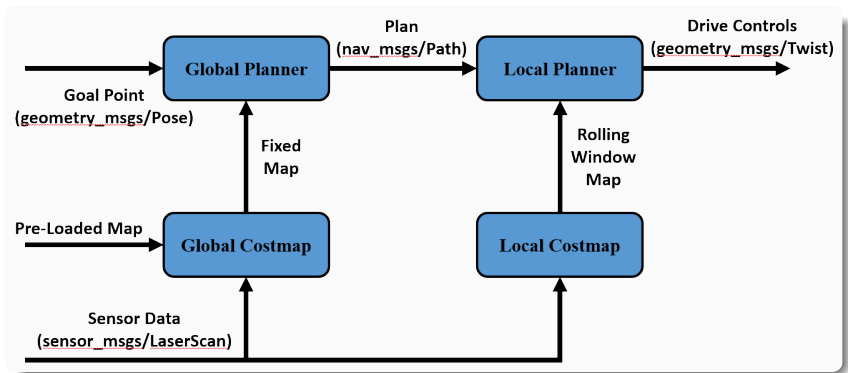 Plan
(nav_msgs/Path)
Drive Controls
(geometry_msgs/Twist)
Global Planner
Local Planner
Goal Point
(geometry_msgs/Pose)
Fixed
Map
Rolling
Window
Map
Pre-Loaded Map
Global Costmap
Local Costmap
Sensor Data
(sensor_msgs/LaserScan)